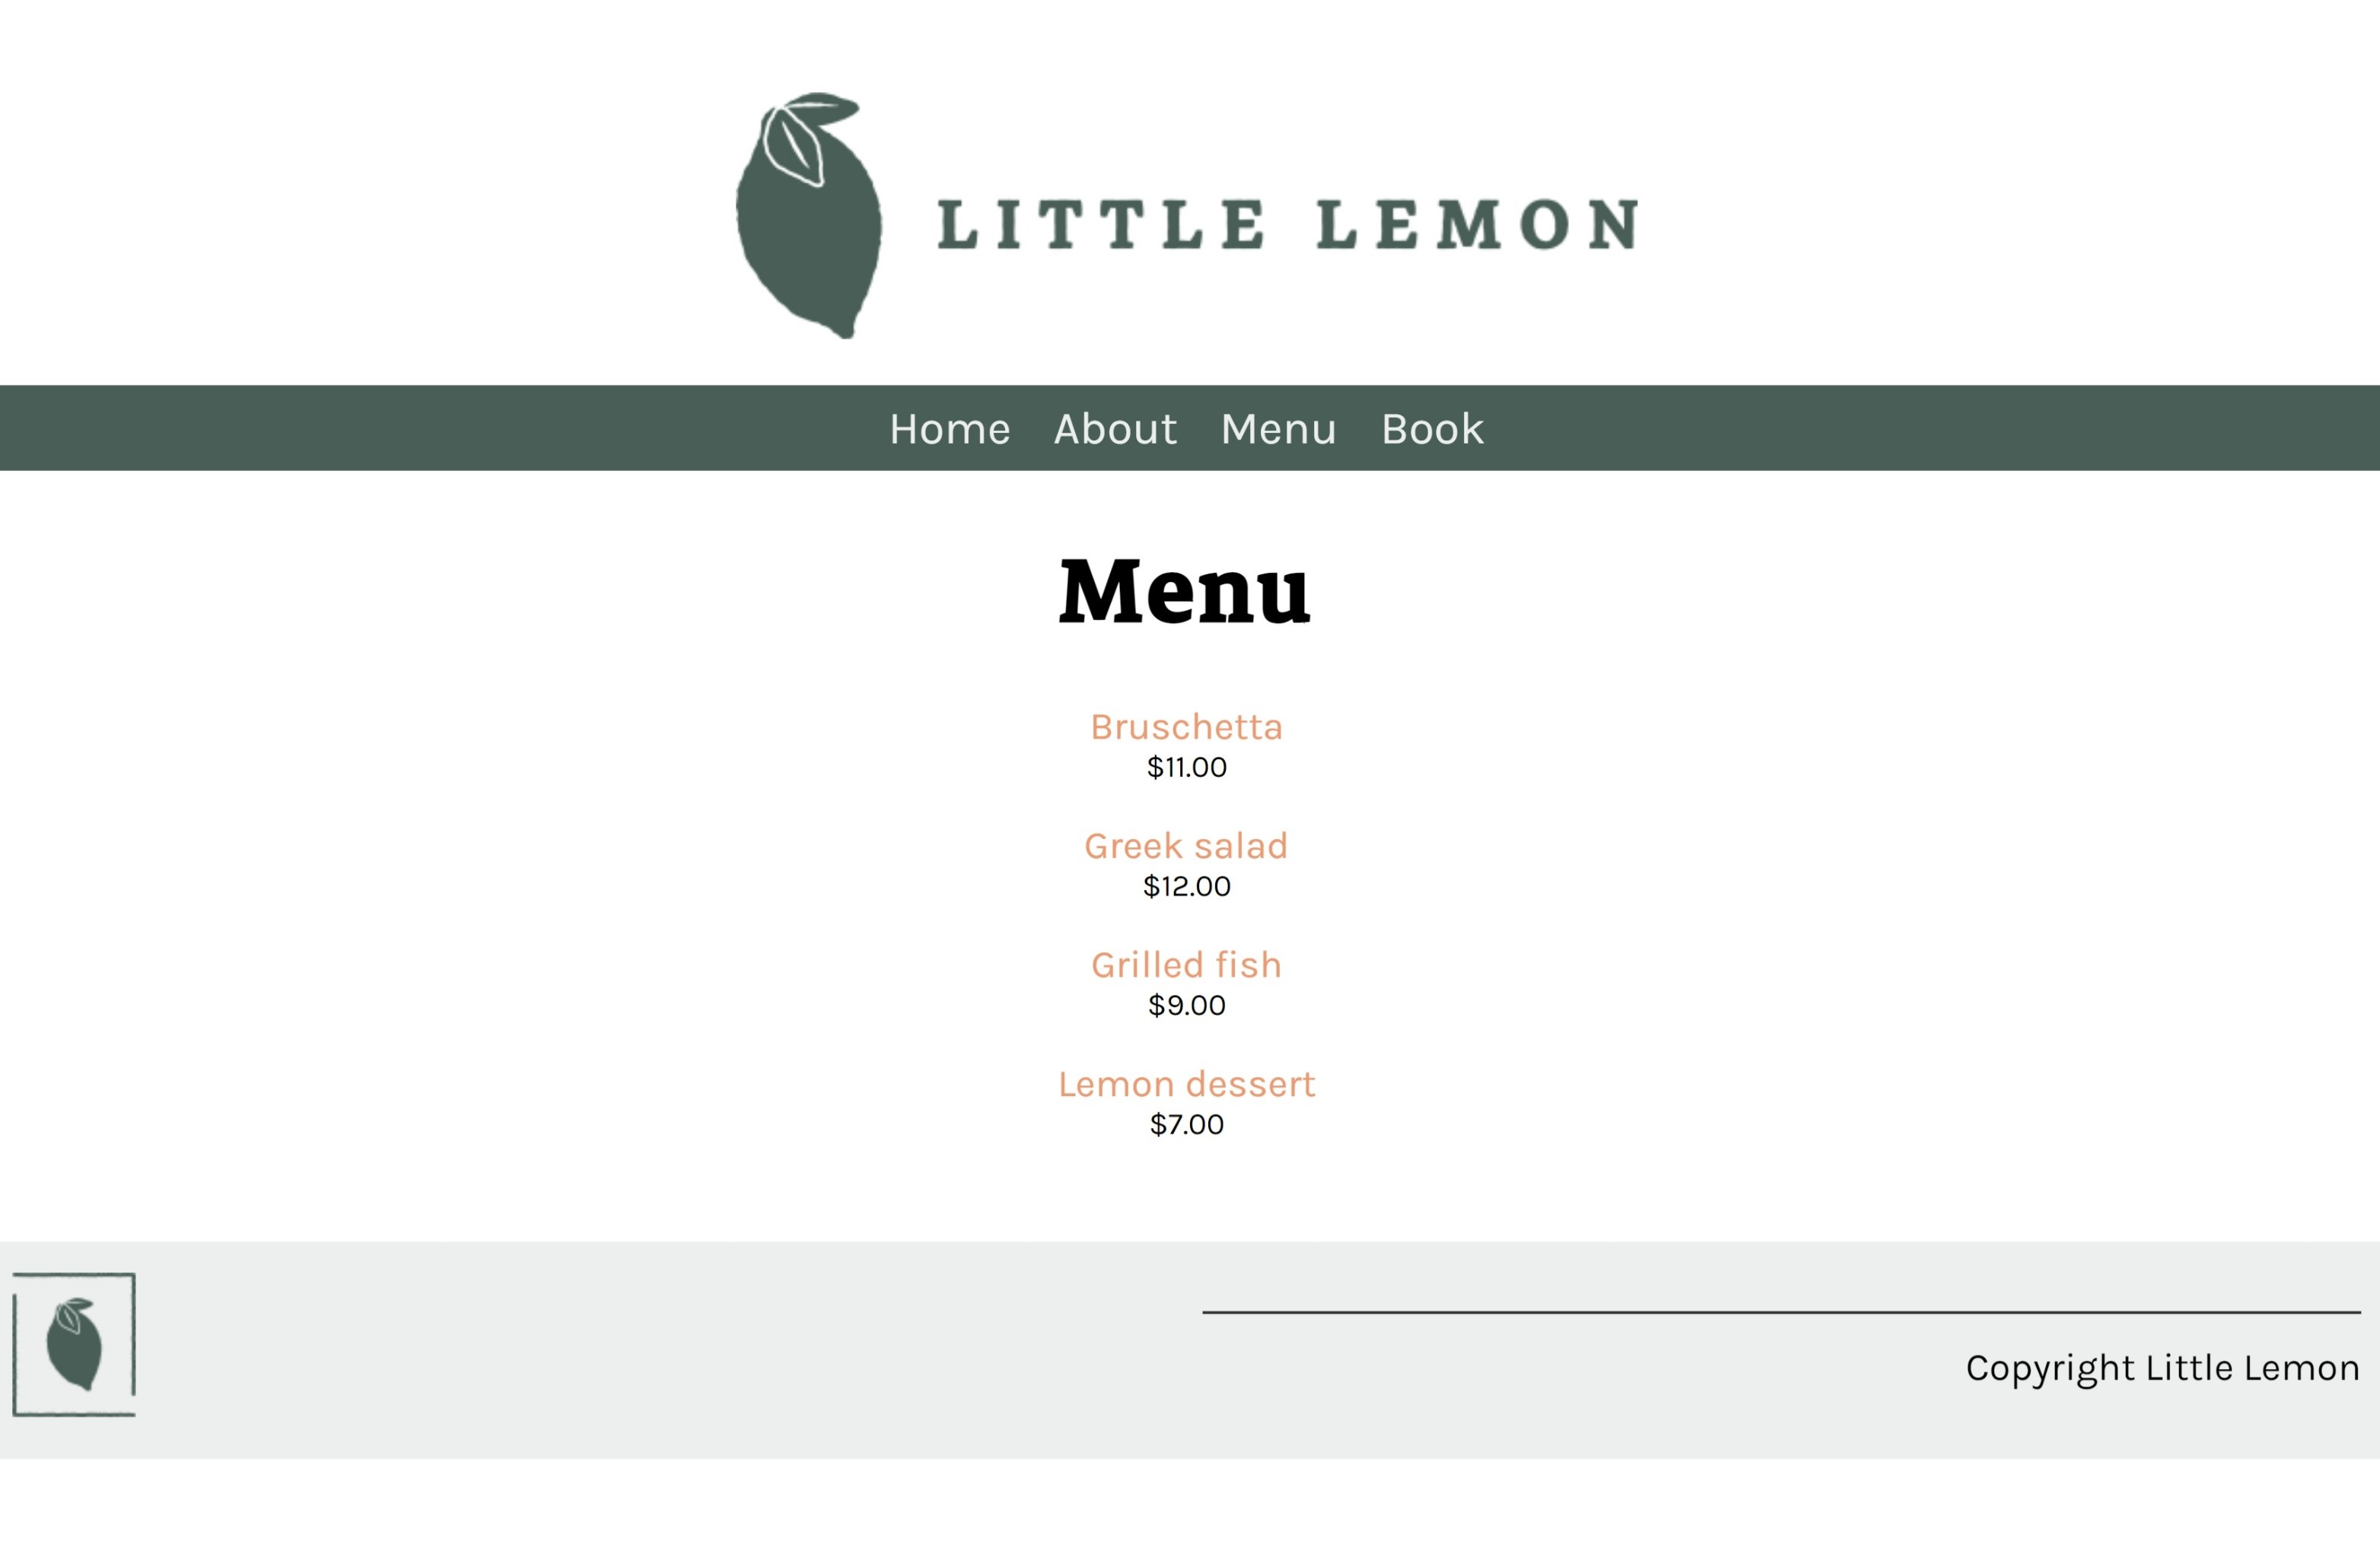 LITTLE LEMON
Home About Menu Book
Menu
Bruschetta
$11.00
Greek salad
$12.00
Grilled fish
$9.00
Lemon dessert
$7.00
Copyright Little Lemon